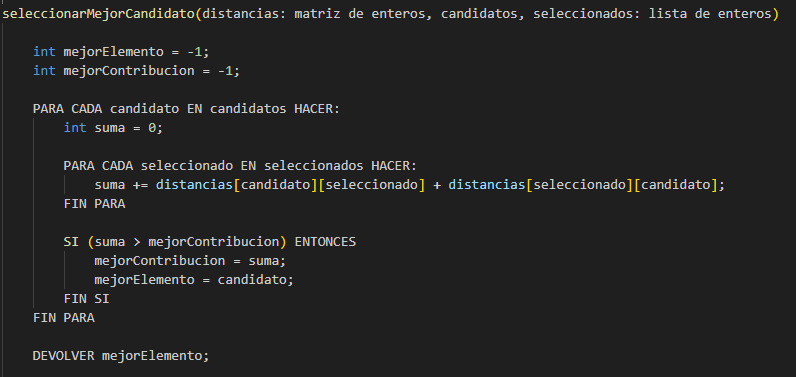 seleccionarMejorCandidato(distancias: matriz de enteros, candidatos, seleccionados: lista de enteros)
int mejorElemento = -1;
int mejorContribucion = -1;
PARA CADA candidato EN candidatos HACER:
int suma = 0;
PARA CADA seleccionado EN seleccionados HACER:
suma += distancias[candidato][seleccionado] + distancias[seleccionado][candidato];
FIN PARA
SI (suma > mejorContribucion) ENTONCES
mejorContribucion = suma;
mejorElemento = candidato;
FIN SI
FIN PARA
DEVOLVER mejorElemento;